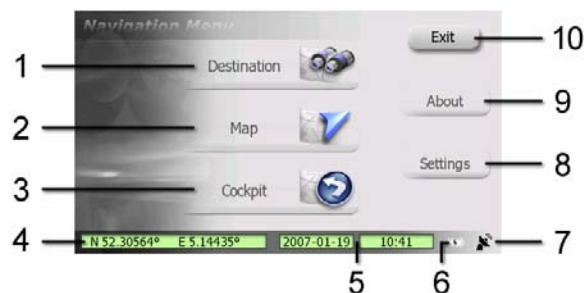 Navigation Menu
Exit
10
1
Destination
About
9
2
Map
Settings
8
3
Cockpit
4
N 52.30564° E 5.14435°
2007-01-19
10:41
7
5
6